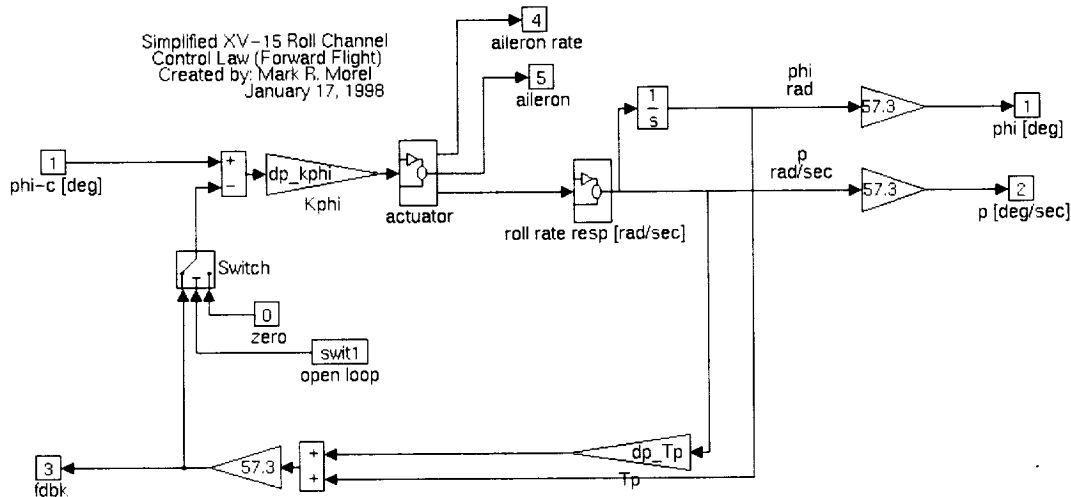 Simplified XV-15 Roll Channel
Control Law (Forward Flight)
Created by: Mark R. Morel
January 17, 1998
4
aileron rate
5
aileron
1
phi-c [deg]
+
-
dp_kphi
Kphi
actuator
roll rate resp [rad/sec]
1
s
phi
rad
57.3
1
phi [deg]
p
rad/sec
57.3
2
p [deg/sec]
Switch
0
zero
swit1
open loop
dp_Tp
Tp
+
+
57.3
3
fdbk